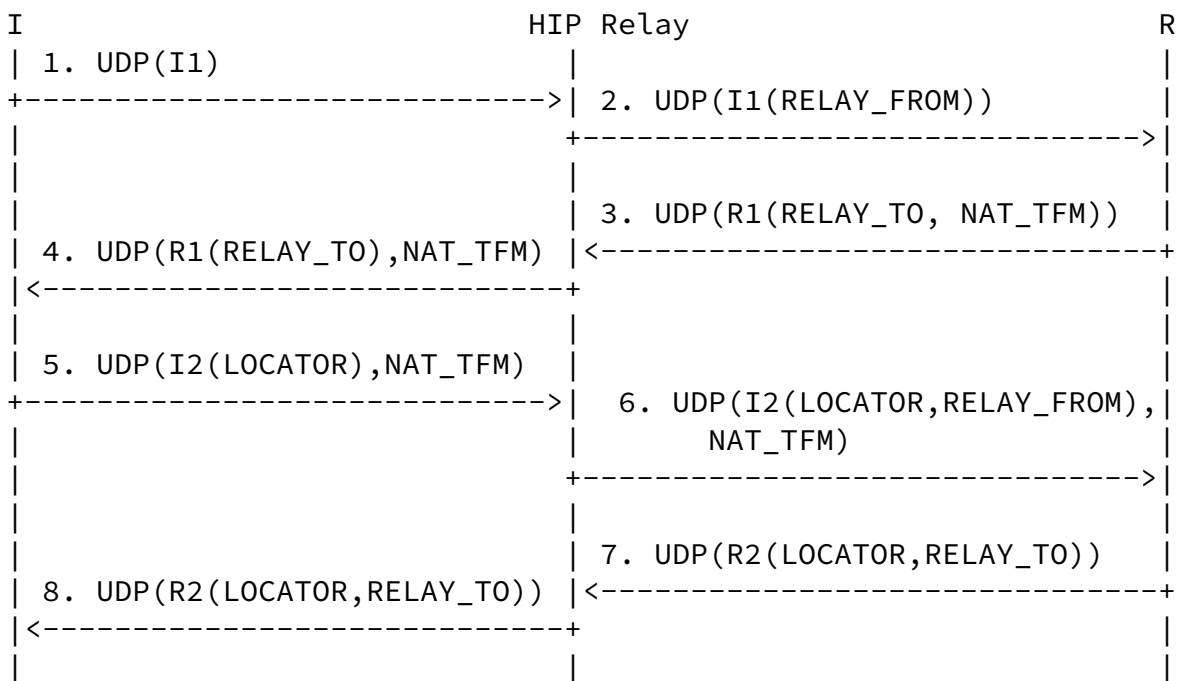 I HIP Relay R
1. UDP(I1)
2. UDP(I1(RELAY_FROM))
3. UDP(R1(RELAY_TO, NAT_TFM))
4. UDP(R1(RELAY_TO),NAT_TFM)
5. UDP(I2(LOCATOR),NAT_TFM)
6. UDP(I2(LOCATOR,RELAY_FROM),
NAT_TFM)
7. UDP(R2(LOCATOR,RELAY_TO))
8. UDP(R2(LOCATOR,RELAY_TO))